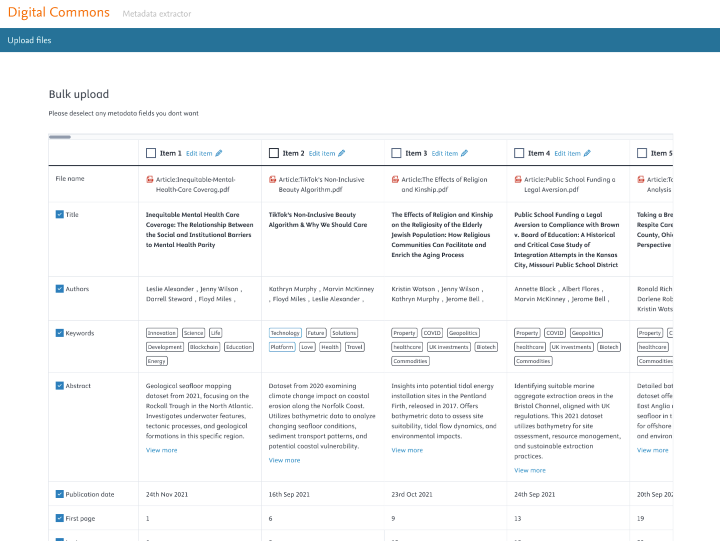 Digital Commons Metadata extractor
Upload files
Bulk upload
Please deselect any metadata fields you dont want
Item 1 Edit item Item 2 Edit item Item 3 Edit item Item 4 Edit item Item 5
File name
Article:Inequitable-Mental-
Health-Care Coverag.pdf
Article:TikTok's Non-Inclusive
Beauty Algorithm.pdf
Article:The Effects of Religion
and Kinship.pdf
Article:Public School Funding a
Legal Aversion.pdf
Analysis
Title
Inequitable Mental Health Care
Coverage: The Relationship Between
the Social and Institutional Barriers
to Mental Health Parity
TikTok's Non-Inclusive Beauty
Algorithm & Why We Should Care
The Effects of Religion and Kinship
on the Religiosity of the Elderly
Jewish Population: How Religious
Communities Can Facilitate and
Enrich the Aging Process
Public School Funding a Legal
Aversion to Compliance with Brown
v. Board of Education: A Historical
and Critical Case Study of
Integration Attempts in the Kansas
City, Missouri Public School District
Taking a Bre
Respite Care
County, Ohi
Perspective
Authors
Leslie Alexander , Jenny Wilson ,
Darrell Steward , Floyd Miles ,
Kathryn Murphy , Marvin McKinney
, Floyd Miles , Leslie Alexander ,
Kristin Watson , Jenny Wilson ,
Kathryn Murphy , Jerome Bell ,
Annette Black , Albert Flores ,
Marvin McKinney , Jerome Bell ,
Ronald Rich
Darlene Rob
Kristin Wats
Keywords
Innovation Science Life
Development Blockchain Education
Energy
Technology Future Solutions
Platform Love Health Travel
Property COVID Geopolitics
healthcare UK investments Biotech
Commodities
Property COVID Geopolitics
healthcare UK investments Biotech
Commodities
Property C
healthcare
Commodities
Abstract
Geological seafloor mapping
dataset from 2021, focusing on the
Rockall Trough in the North Atlantic.
Investigates underwater features,
tectonic processes, and geological
formations in this specific region.
View more
Dataset from 2020 examining
climate change impact on coastal
erosion along the Norfolk Coast.
Utilizes bathymetric data to analyze
changing seafloor conditions,
sediment transport patterns, and
potential coastal vulnerability.
View more
Insights into potential tidal energy
installation sites in the Pentland
Firth, released in 2017. Offers
bathymetric data to assess site
suitability, tidal flow dynamics, and
environmental impacts.
View more
Identifying suitable marine
aggregate extraction areas in the
Bristol Channel, aligned with UK
regulations. This 2021 dataset
utilizes bathymetry for site
assessment, resource management,
and sustainable extraction
practices.
View more
Detailed bat
dataset offe
East Anglia
seafloor in t
for offshore
and environ
View more
Publication date 24th Nov 2021 16th Sep 2021 23rd Oct 2021 24th Sep 2021 20th Sep 202
First page 1 6 9 13 19